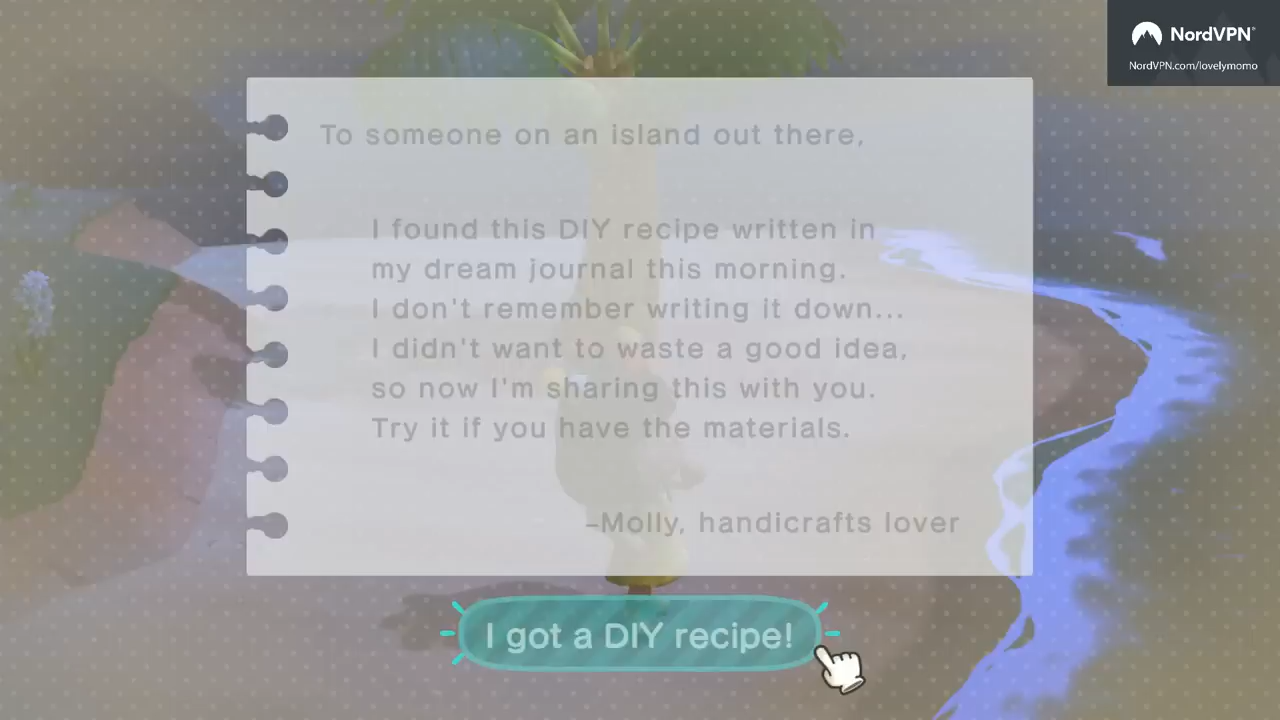 NordVPN®
NordVPN.com/lovelymomo
To someone on an island out there,
I found this DIY recipe written in
my dream journal this morning.
I don't remember writing it down...
I didn't want to waste a good idea,
so now I'm sharing this with you.
Try it if you have the materials.
–Molly, handicrafts lover
I got a DIY recipe!